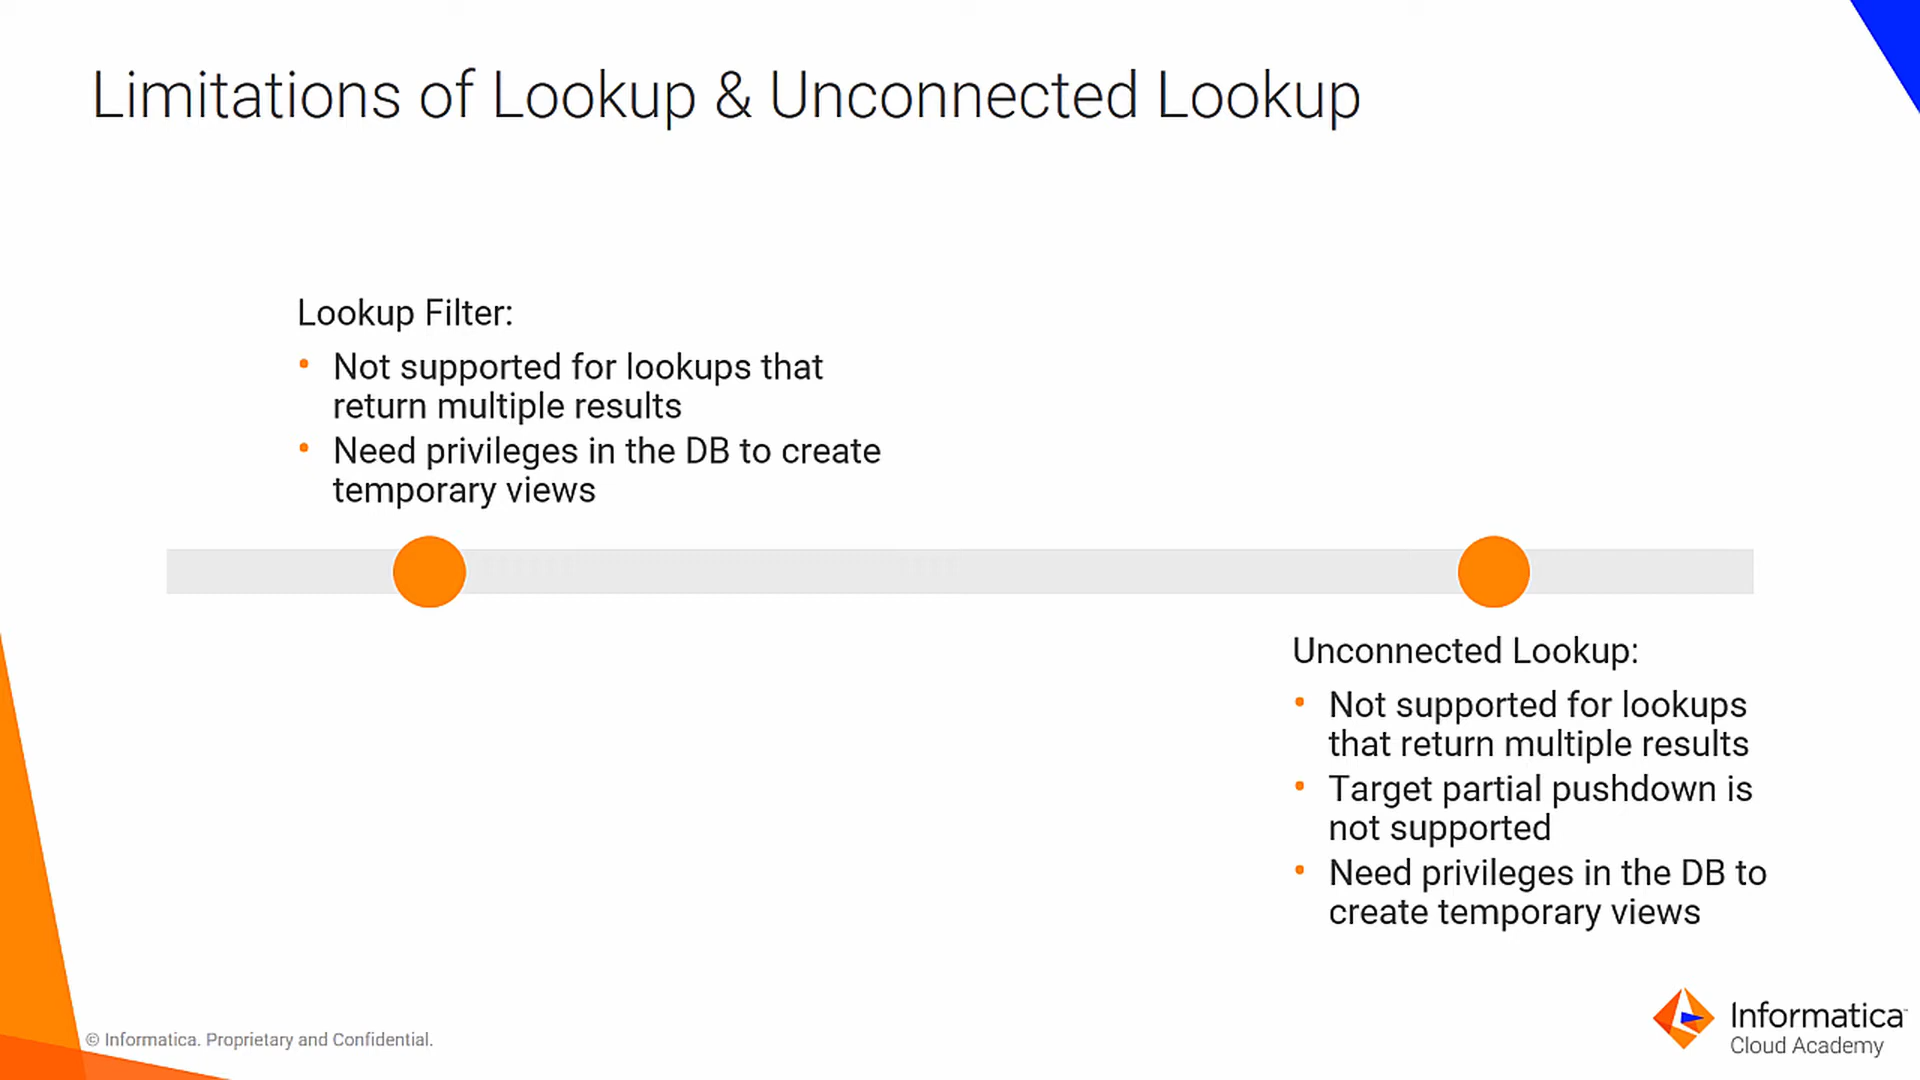 Limitations of Lookup & Unconnected Lookup
Lookup Filter:
• Not supported for lookups that
return multiple results
• Need privileges in the DB to create
temporary views
Unconnected Lookup:
• Not supported for lookups
that return multiple results
• Target partial pushdown is
not supported
• Need privileges in the DB to
create temporary views
© Informatica. Proprietary and Confidential.
Informatica™
Cloud Academy